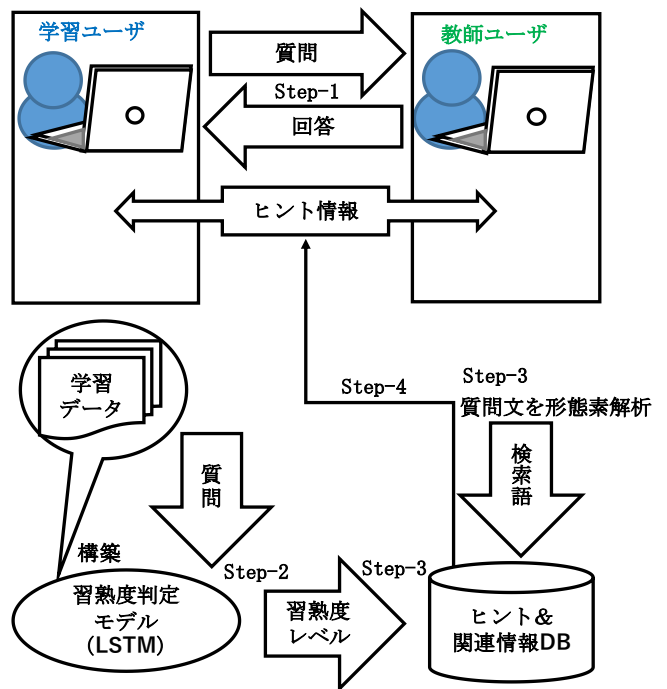 学習ユーザ
教師ユーザ
質問
Step-1
回答
ヒント情報
学習
データ
Step-4
Step-3
質問文を形態素解析
質問
検索語
構築
Step-2
Step-3
習熟度判定
モデル
(LSTM)
習熟度
レベル
ヒント&
関連情報DB